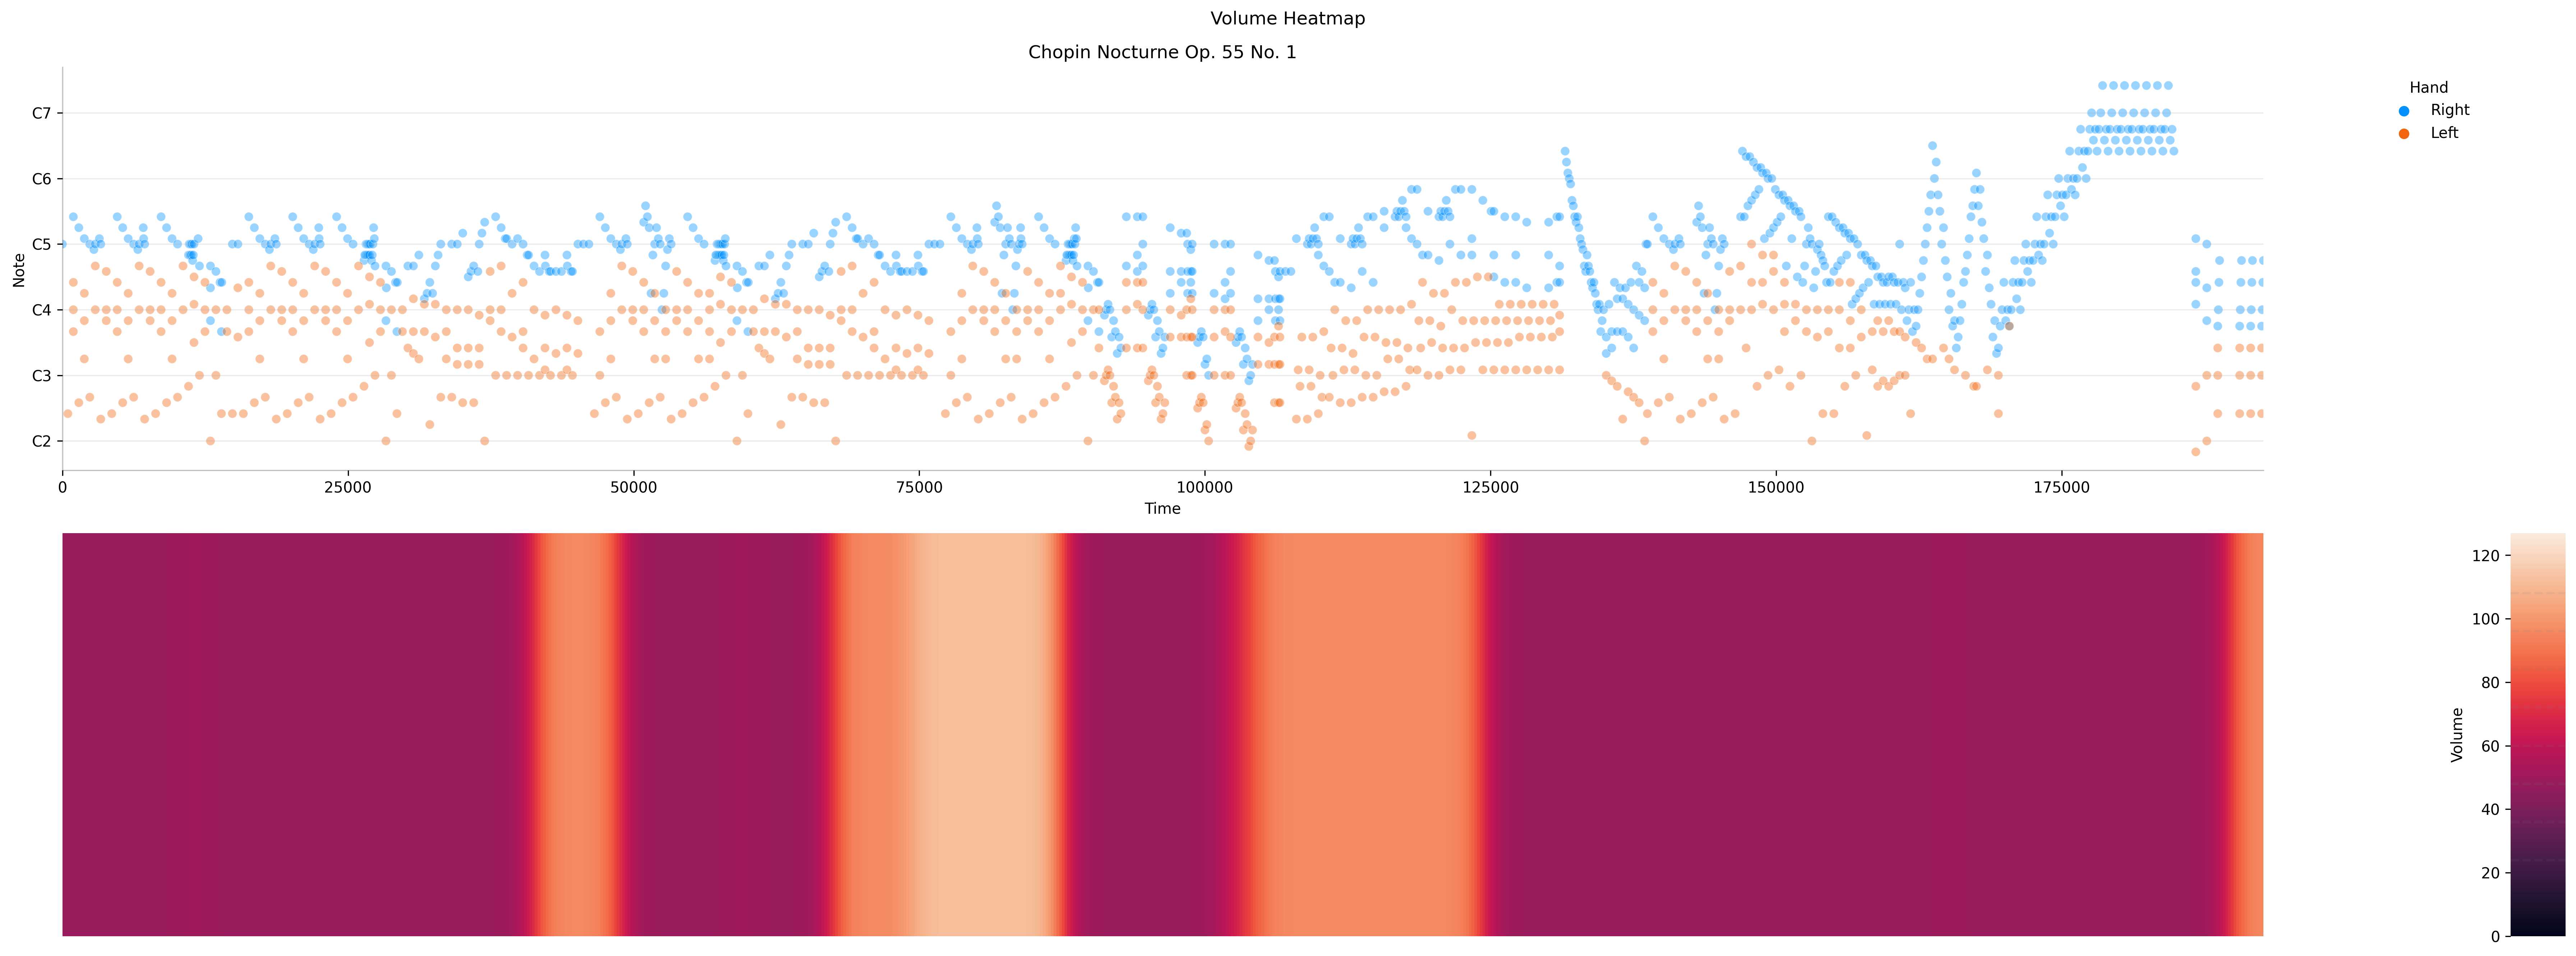 Volume Heatmap
Chopin Nocturne Op. 55 No. 1
Hand
Right
Left
Note
C7
C6
C5
C4
C3
C2
0 25000 50000 75000 100000 125000 150000 175000
Time
Volume
120
100
80
60
40
20
0